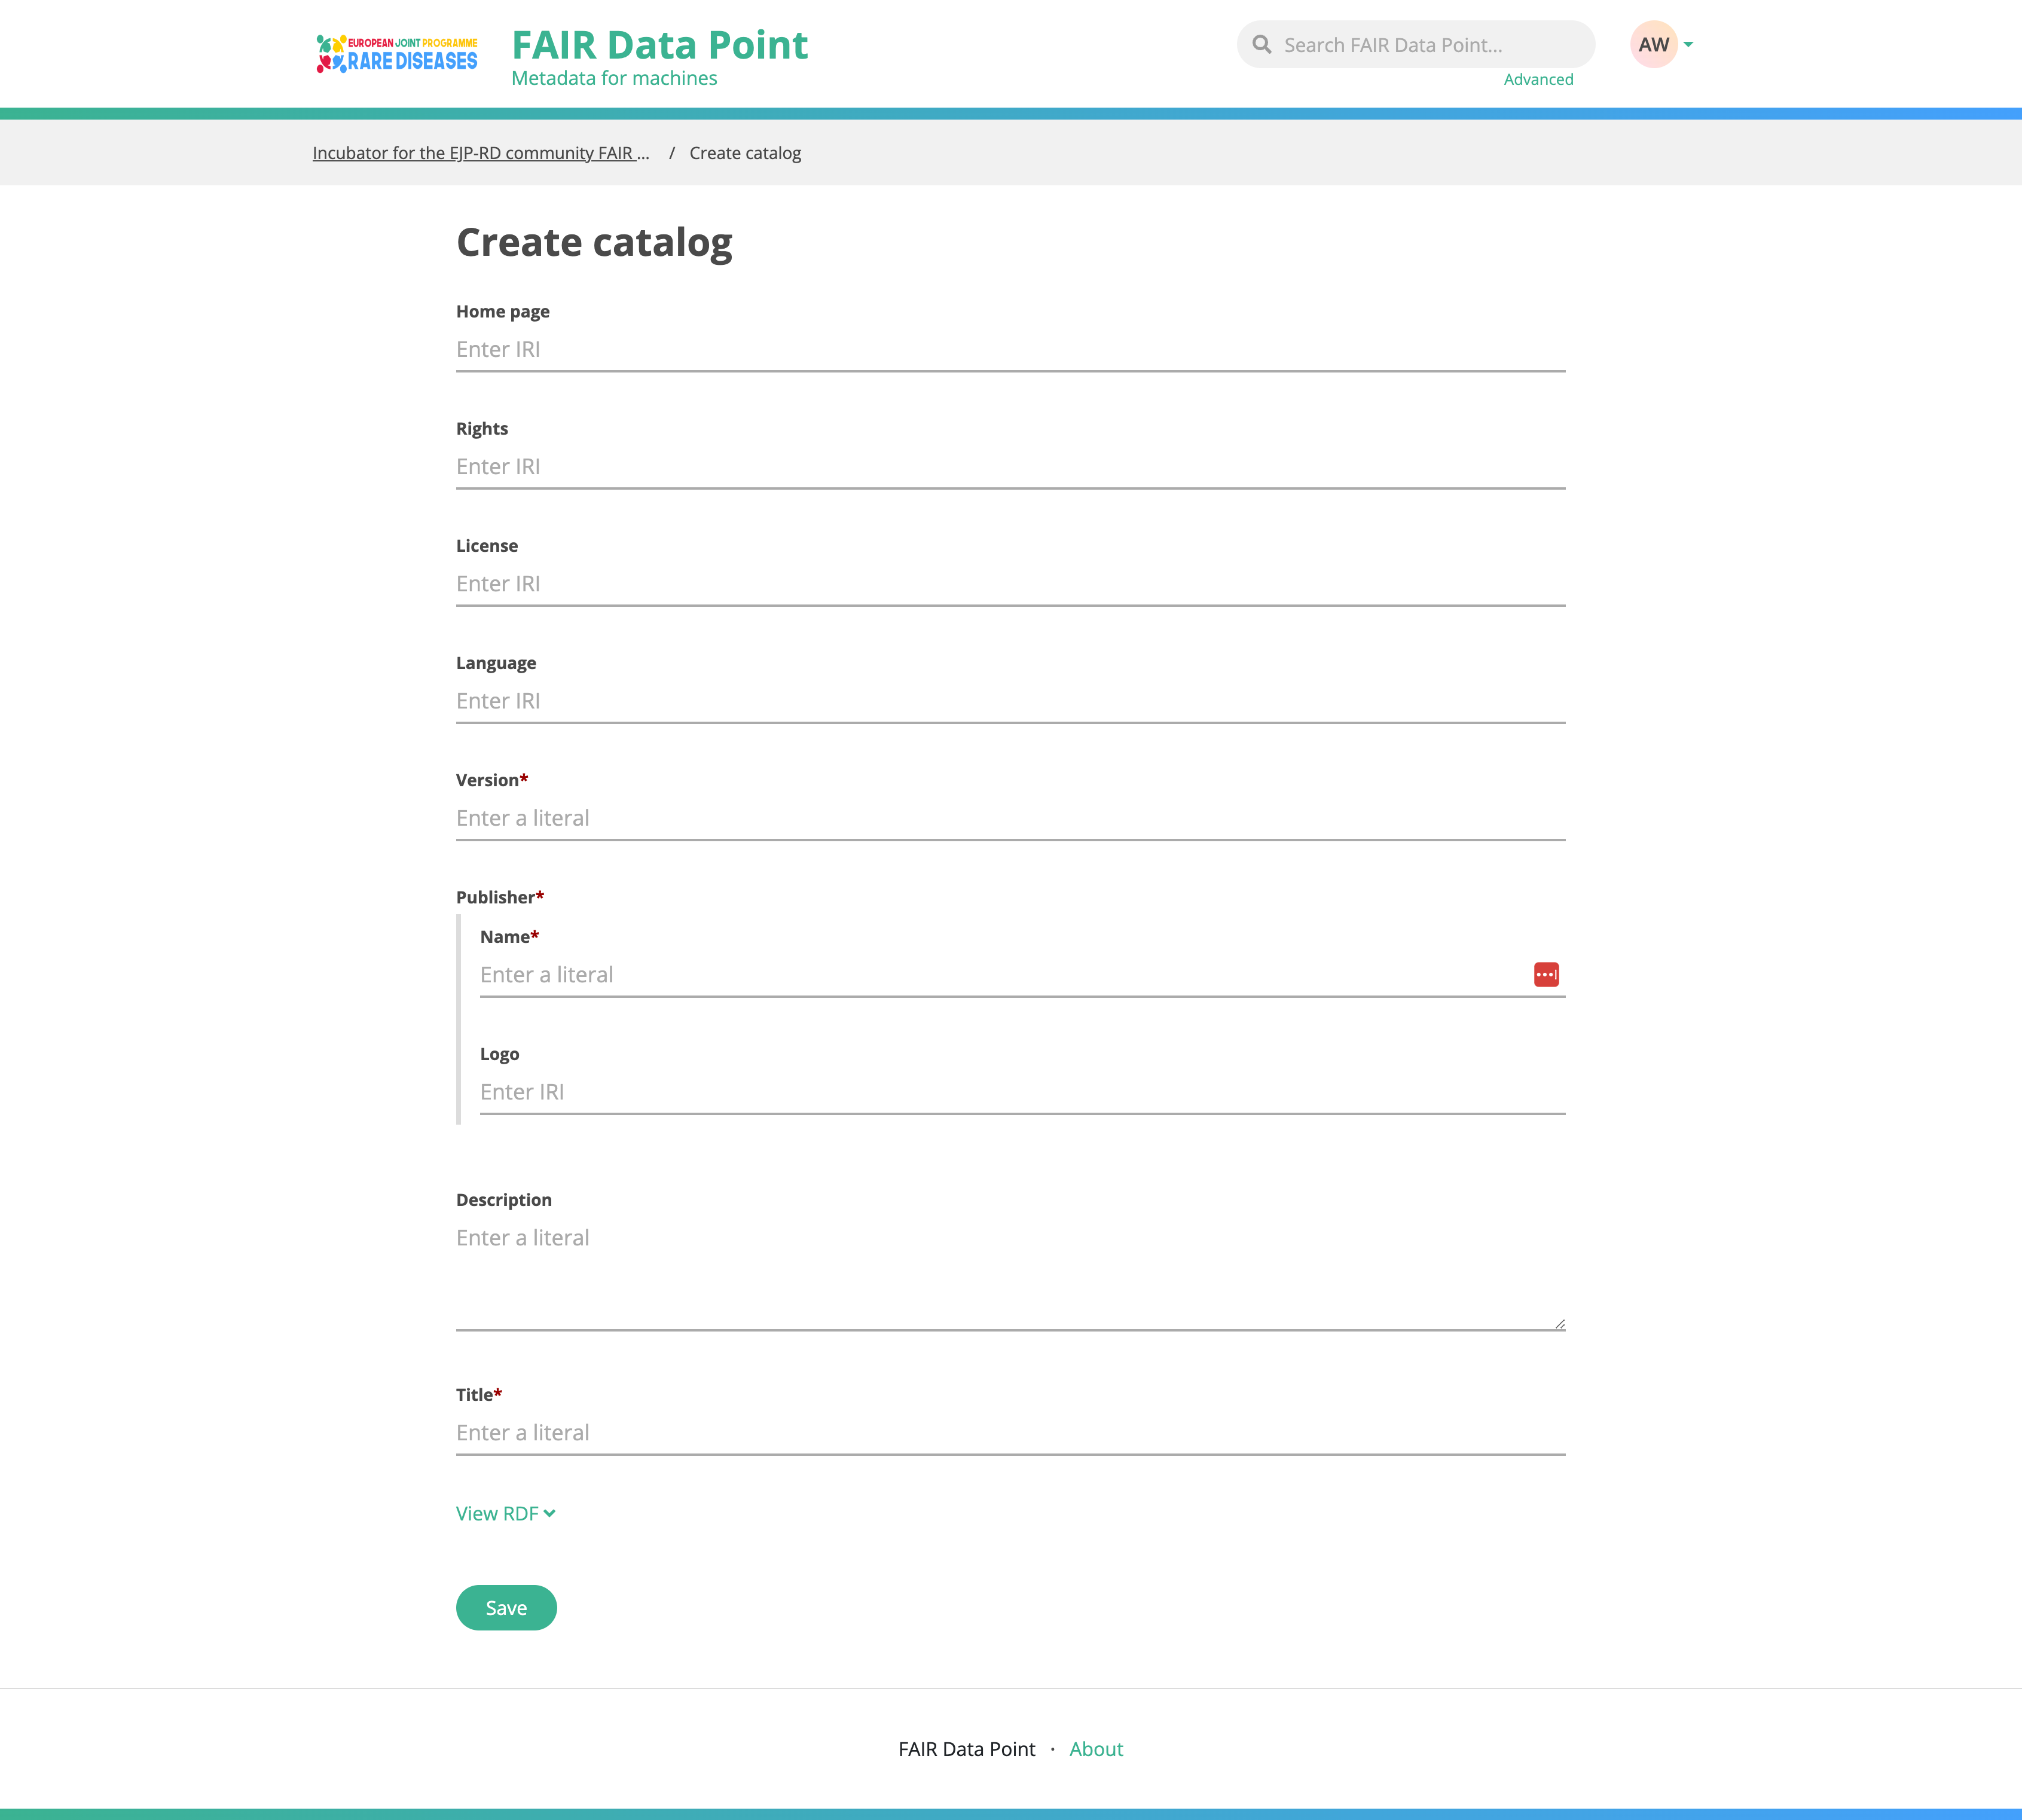 EUROPEAN JOINT PROGRAMME
RARE DISEASES
FAIR Data Point
Metadata for machines
Search FAIR Data Point...
Advanced
AW
Incubator for the EJP-RD community FAIR ... / Create catalog
Create catalog
Home page
Enter IRI
Rights
Enter IRI
License
Enter IRI
Language
Enter IRI
Version*
Enter a literal
Publisher*
Name*
Enter a literal
Logo
Enter IRI
Description
Enter a literal
Title*
Enter a literal
View RDF
Save
FAIR Data Point · About